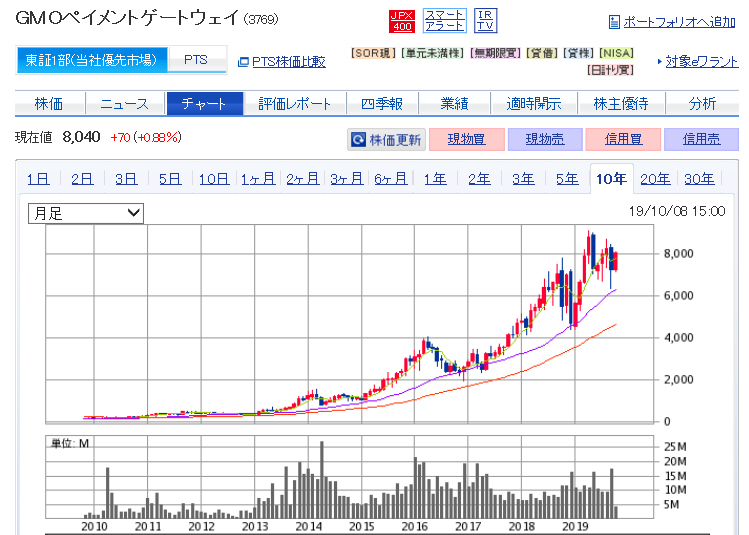 GMOペイメントゲートウェイ (3769)
JPX 400
スマート アラート
IR TV
ポートフォリオへ追加
東証1部(当社優先市場)
PTS
PTS株価比較
[SOR現] [単元未満株] [無期限変] [貸借] [貸株] [NISA]
[日計り変]
対象eワラント
株価 ニュース チャート 評価レポート 四季報 業績 適時開示 株主優待 分析
現在値 8,040 +70 (+0.88%)
株価更新 現物買 現物売 信用買 信用売
1日 2日 3日 5日 10日 1ヶ月 2ヶ月 3ヶ月 6ヶ月 1年 2年 3年 5年 10年 20年 30年
月足
19/10/08 15:00
8,000
6,000
4,000
2,000
0
単位: M
25M
20M
15M
10M
5M
2010 2011 2012 2013 2014 2015 2016 2017 2018 2019